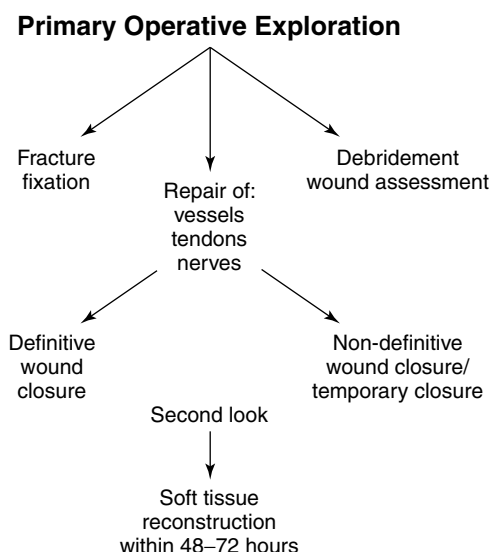 Primary Operative Exploration
Fracture
fixation
Repair of:
vessels
tendons
nerves
Debridement
wound assessment
Definitive
wound
closure
Non-definitive
wound closure/
temporary closure
Second look
Soft tissue
reconstruction
within 48–72 hours